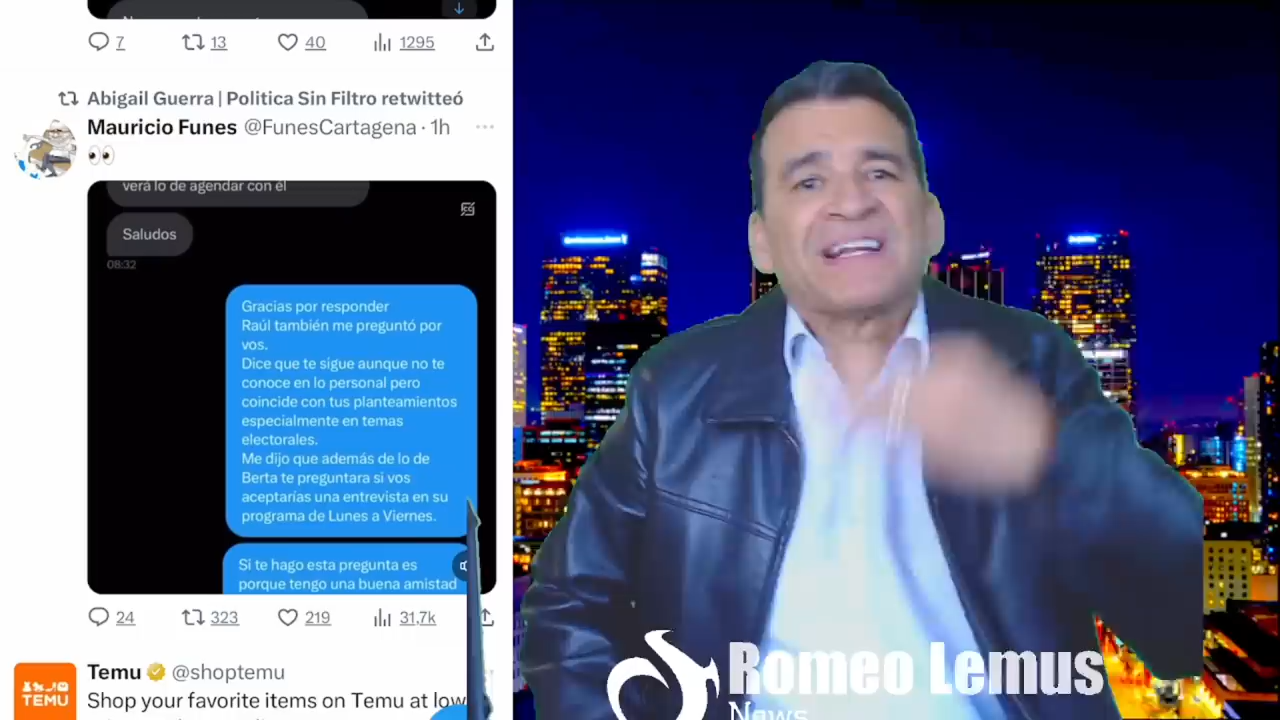 7 13 40 1295
Abigail Guerra | Politica Sin Filtro retwitteó
Mauricio Funes @FunesCartagena · 1h
verá lo de agendar con él
Saludos
08:32
Gracias por responder
Raúl también me preguntó por
vos.
Dice que te sigue aunque no te
conoce en lo personal pero
coincide con tus planteamientos
especialmente en temas
electorales.
Me dijo que además de lo de
Berta te preguntara si vos
aceptarías una entrevista en su
programa de Lunes a Viernes.
Si te hago esta pregunta es
porque tengo una buena amistad
24 323 219 31,7k
TEMU
Temu @shoptemu
Shop your favorite items on Temu at low
Romeo Lemus
News